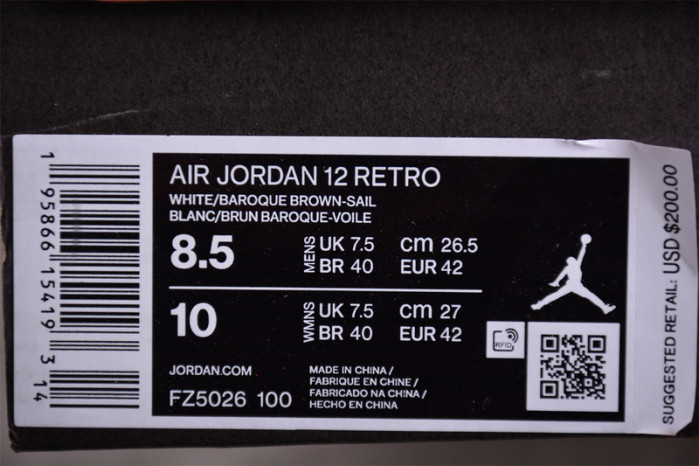 AIR JORDAN 12 RETRO
WHITE/BAROQUE BROWN-SAIL
BLANC/BRUN BAROQUE-VOILE
8.5 MENS UK 7.5 cm 26.5
BR 40 EUR 42
10 WMNS UK 7.5 cm 27
BR 40 EUR 42
RFID
JORDAN.COM
FZ5026 100
MADE IN CHINA /
FABRIQUE EN CHINE /
FABRICADO NA CHINA /
HECHO EN CHINA
1 95866 15419 3 14
SUGGESTED RETAIL: USD $200.00